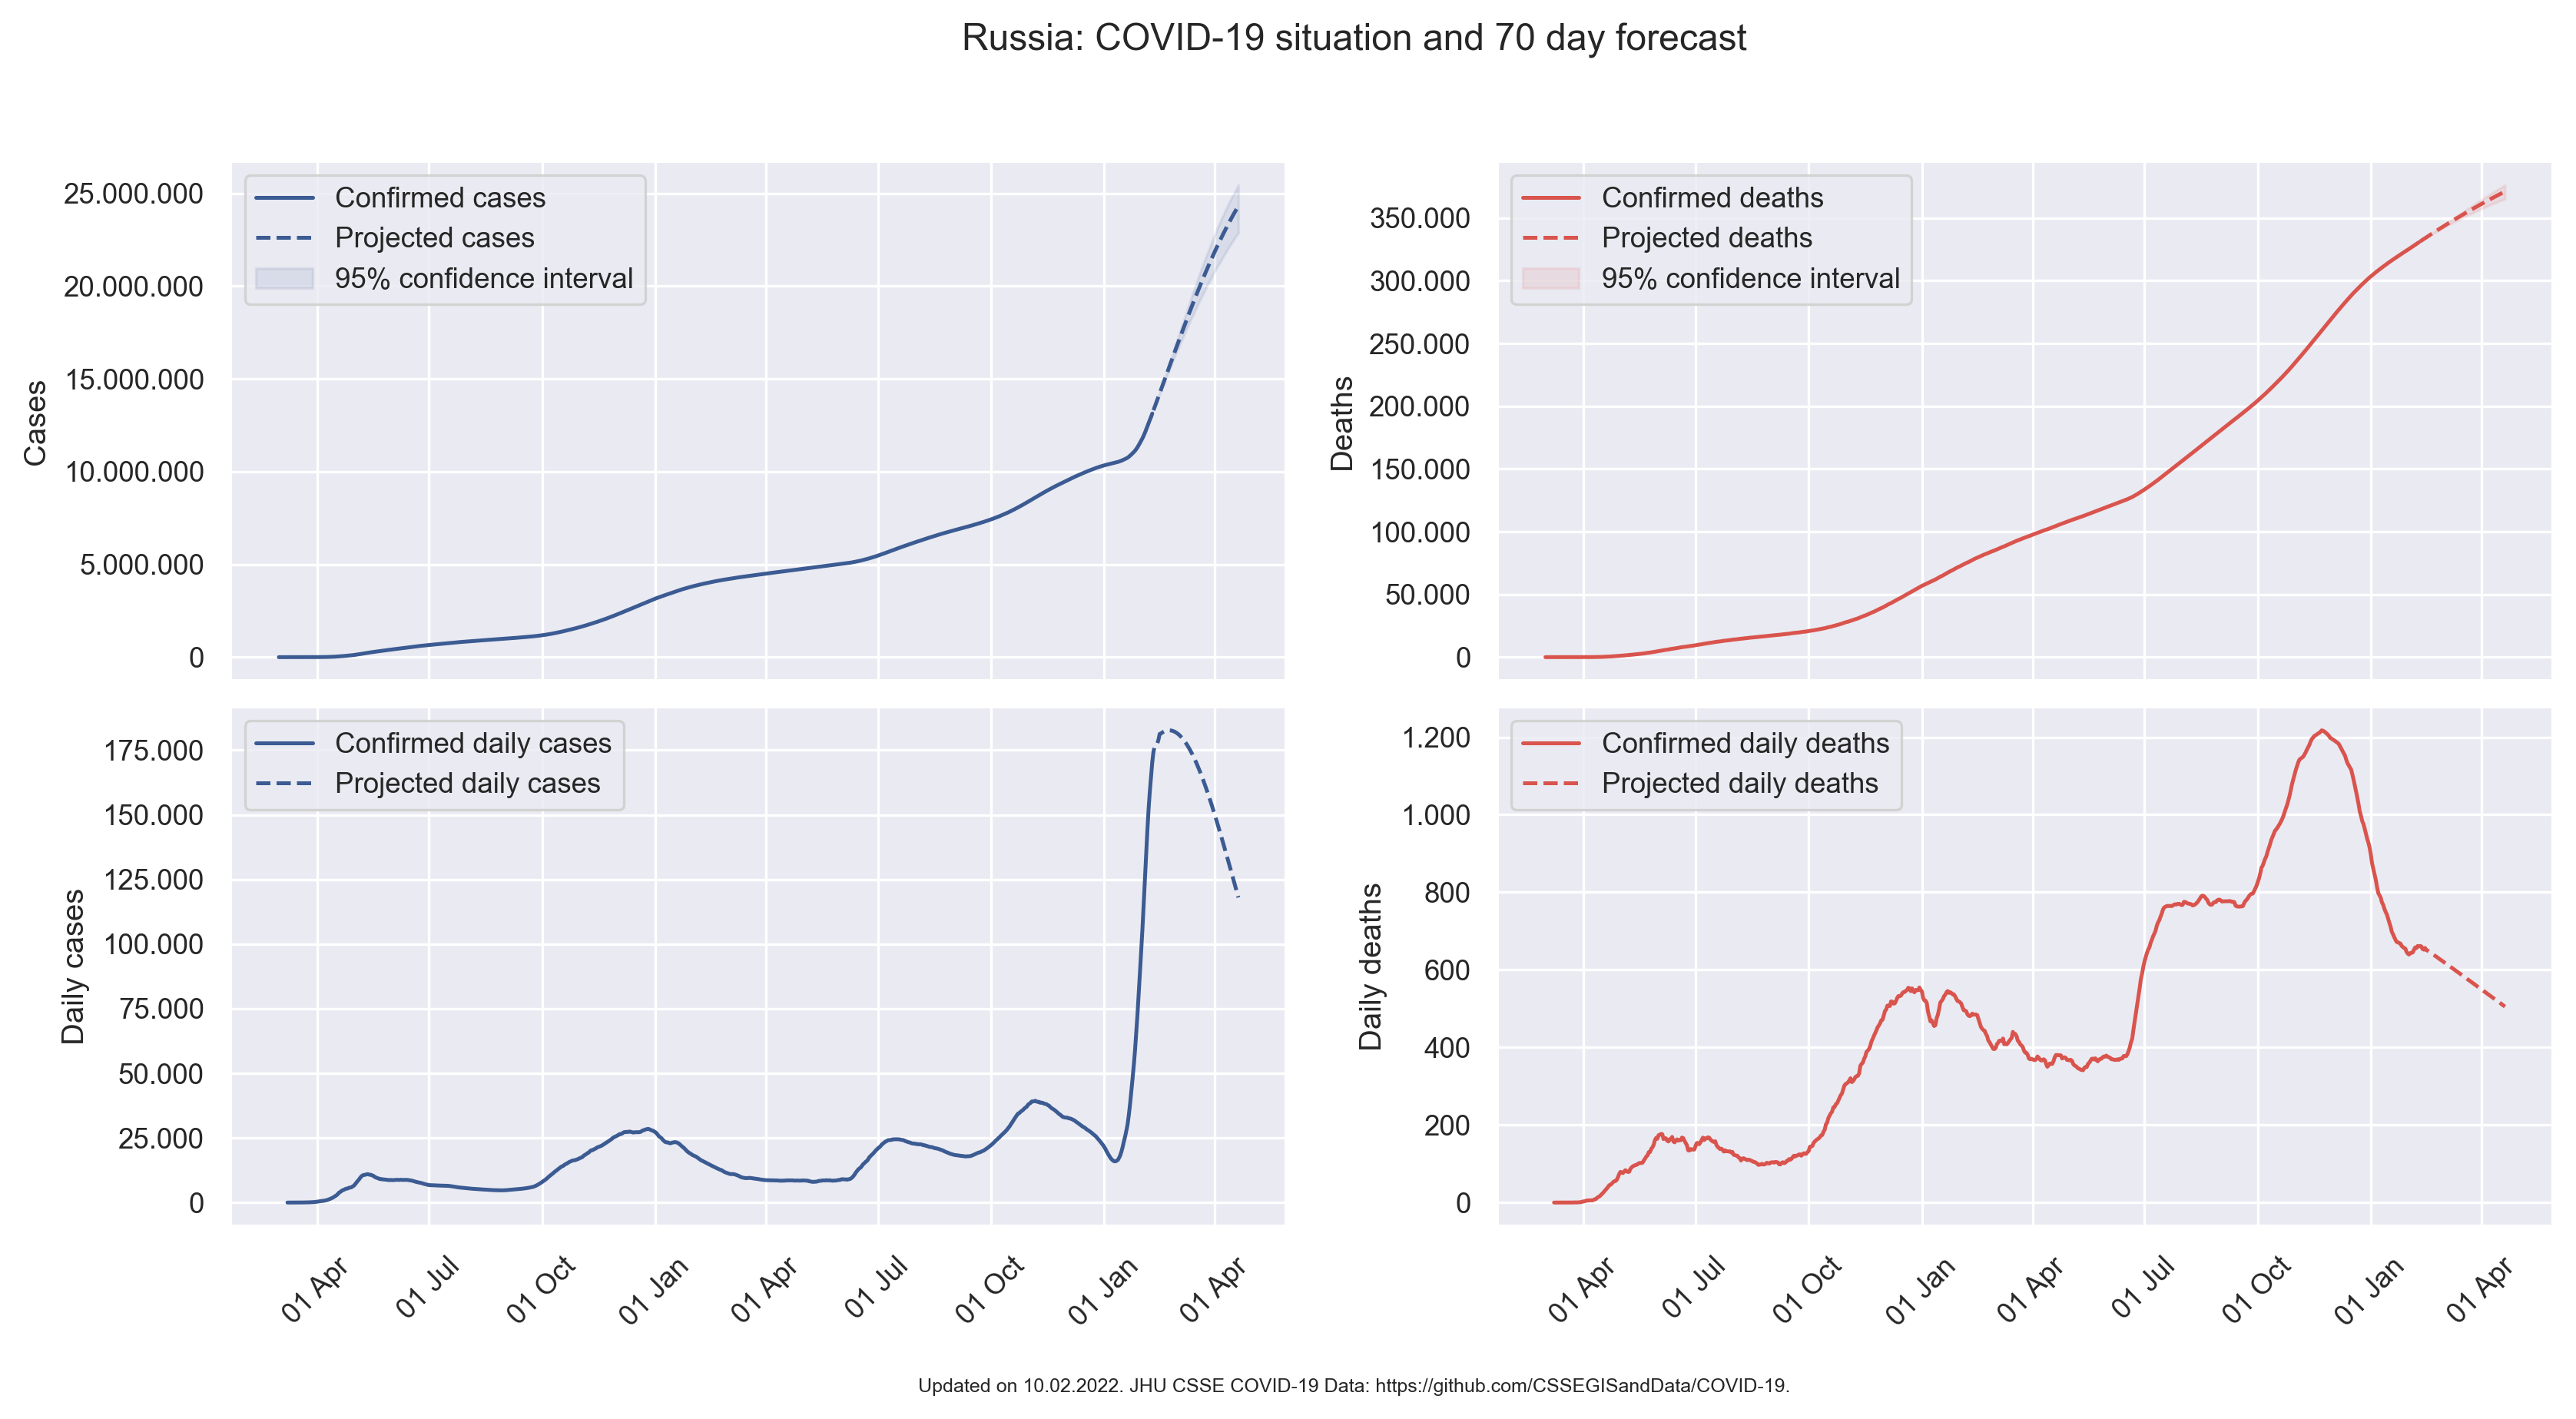 Russia: COVID-19 situation and 70 day forecast
Cases
25.000.000
20.000.000
15.000.000
10.000.000
5.000.000
0
Confirmed cases
Projected cases
95% confidence interval
Deaths
350.000
300.000
250.000
200.000
150.000
100.000
50.000
0
Confirmed deaths
Projected deaths
95% confidence interval
Daily cases
175.000
150.000
125.000
100.000
75.000
50.000
25.000
0
Confirmed daily cases
Projected daily cases
01 Apr
01 Jul
01 Oct
01 Jan
01 Apr
01 Jul
01 Oct
01 Jan
01 Apr
Daily deaths
1.200
1.000
800
600
400
200
0
Confirmed daily deaths
Projected daily deaths
01 Apr
01 Jul
01 Oct
01 Jan
01 Apr
01 Jul
01 Oct
01 Jan
01 Apr
Updated on 10.02.2022. JHU CSSE COVID-19 Data: https://github.com/CSSEGISandData/COVID-19.